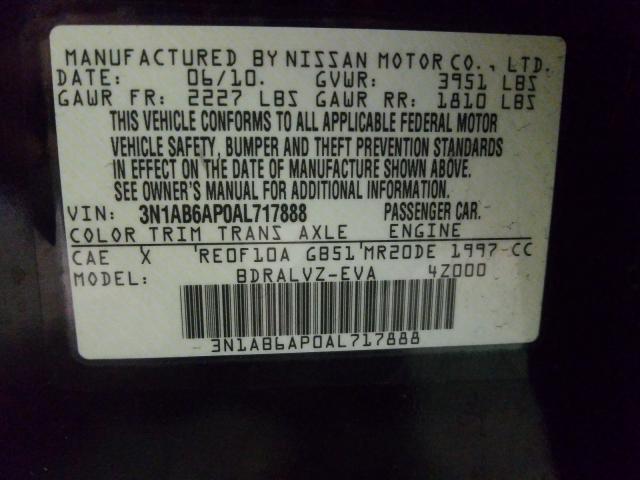 MANUFACTURED BY NISSAN MOTOR CO., LTD.
DATE: 06/10. GVWR: 3951 LBS
GAWR FR: 2227 LBS GAWR RR: 1810 LBS
THIS VEHICLE CONFORMS TO ALL APPLICABLE FEDERAL MOTOR
VEHICLE SAFETY, BUMPER AND THEFT PREVENTION STANDARDS
IN EFFECT ON THE DATE OF MANUFACTURE SHOWN ABOVE.
SEE OWNER'S MANUAL FOR ADDITIONAL INFORMATION.
VIN: 3N1AB6AP0AL717888 PASSENGER CAR.
COLOR TRIM TRANS AXLE ENGINE
CAE X RE0F10A GB51 MR20DE 1997-CC
MODEL: BDRALVZ-EVA 4Z000
3N1AB6AP0AL717888